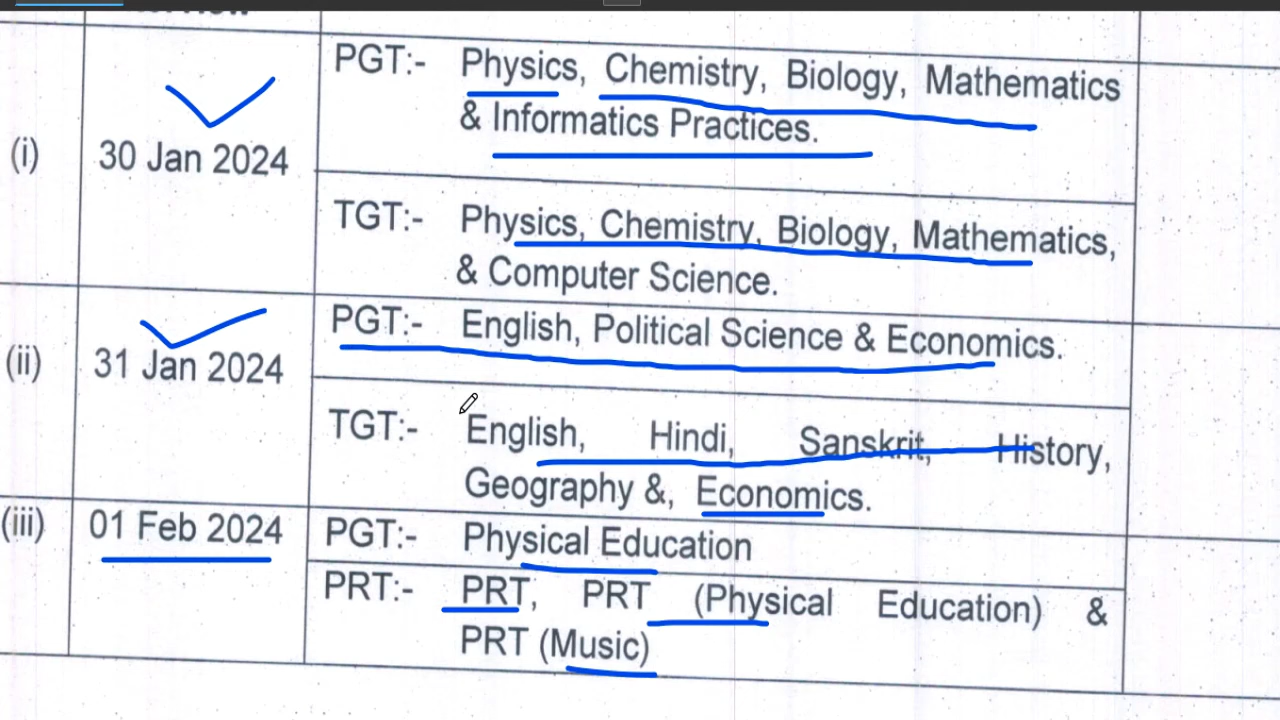 (i)
30 Jan 2024
PGT:- Physics, Chemistry, Biology, Mathematics
& Informatics Practices.
TGT:- Physics, Chemistry, Biology, Mathematics,
& Computer Science.
(ii)
31 Jan 2024
PGT:- English, Political Science & Economics.
TGT:- English, Hindi, Sanskrit, History,
Geography &, Economics.
(iii)
01 Feb 2024
PGT:- Physical Education
PRT:- PRT, PRT (Physical Education) &
PRT (Music)